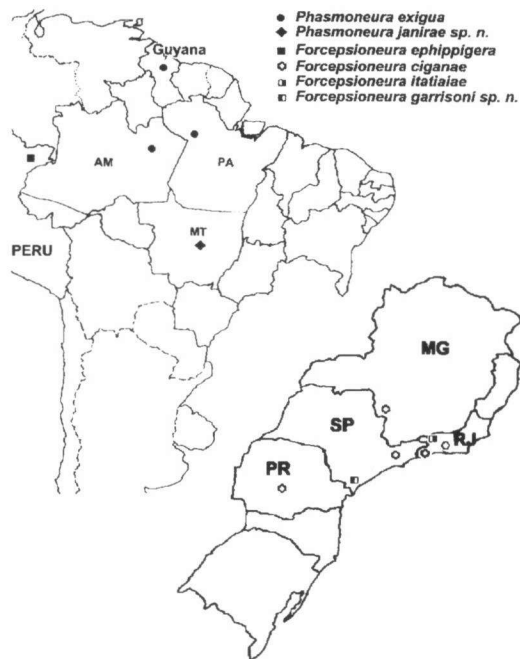 Phasmoneura exigua
Phasmoneura janirae sp. n.
Forcepsioneura ephippigera
Forcepsioneura ciganae
Forcepsioneura itatiaiae
Forcepsioneura garrisoni sp. n.
Guyana
AM
PA
MT
PERU
MG
SP
RJ
PR